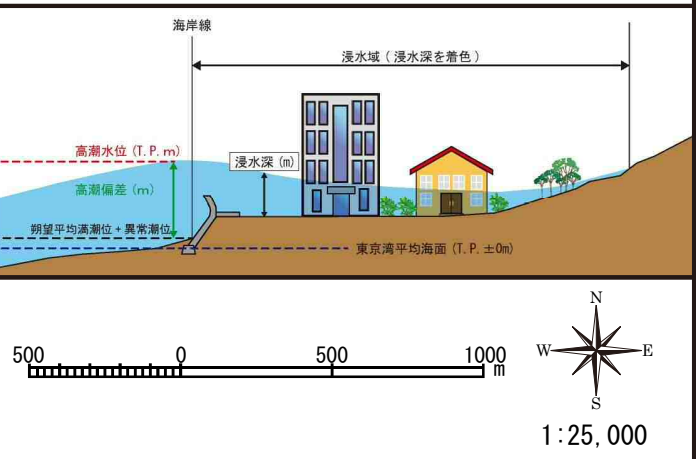 海岸線
浸水域 ( 浸水深を着色 )
高潮水位 (T. P. m)
浸水深 (m)
高潮偏差 (m)
朔望平均満潮位 + 異常潮位
東京湾平均海面 (T. P. ±0m)
500 0 500 1000
m
N
W E
S
1:25,000